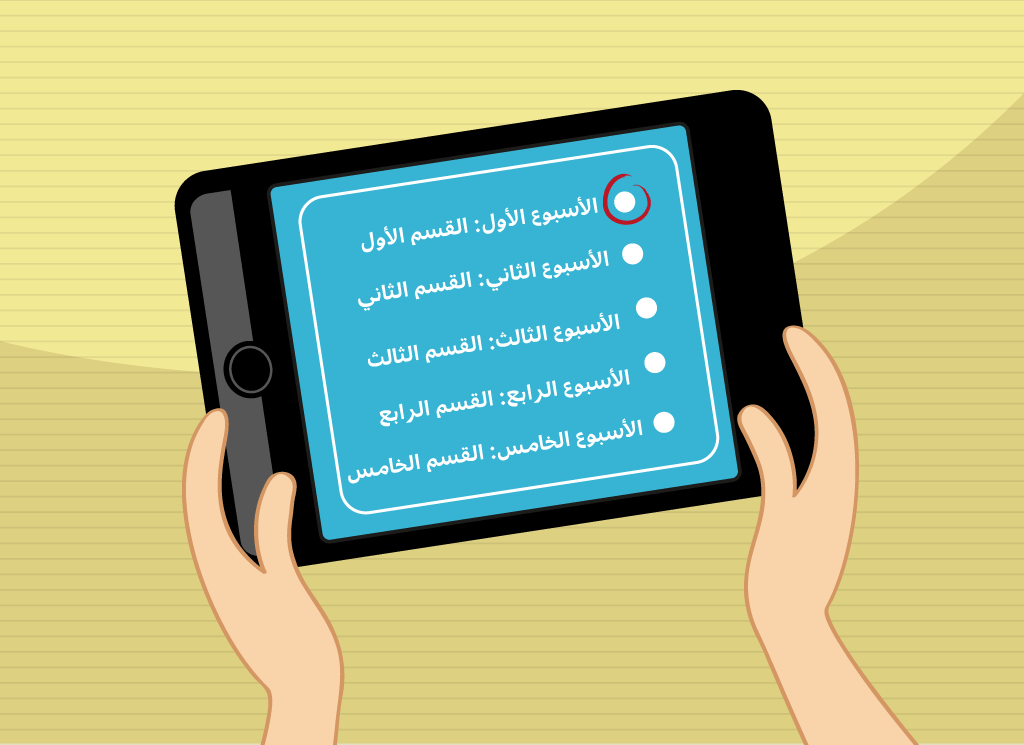 الأسبوع الأول: القسم الأول
الأسبوع الثاني: القسم الثاني
الأسبوع الثالث: القسم الثالث
الأسبوع الرابع: القسم الرابع
الأسبوع الخامس: القسم الخامس